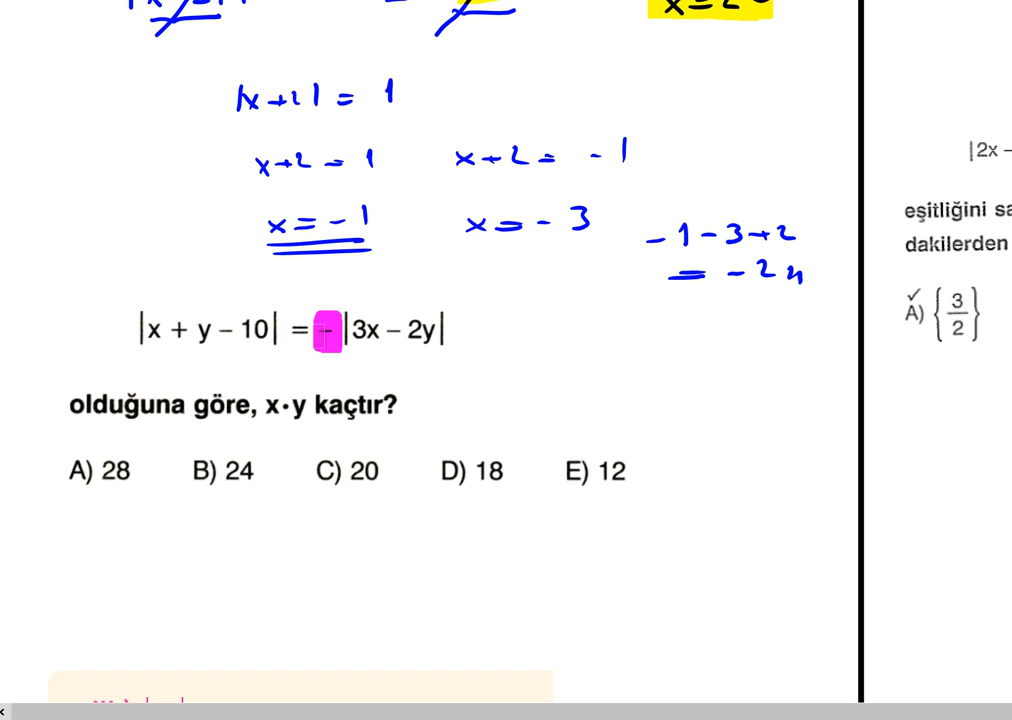 |x+2| = 1
x+2 = 1 x+2 = -1
x = -1 x = -3
-1-3+2
= -2
|x + y – 10| = – |3x – 2y|
olduğuna göre, x·y kaçtır?
A) 28 B) 24 C) 20 D) 18 E) 12
|2x –
eşitliğini sa
dakilerden
A) {3/2}